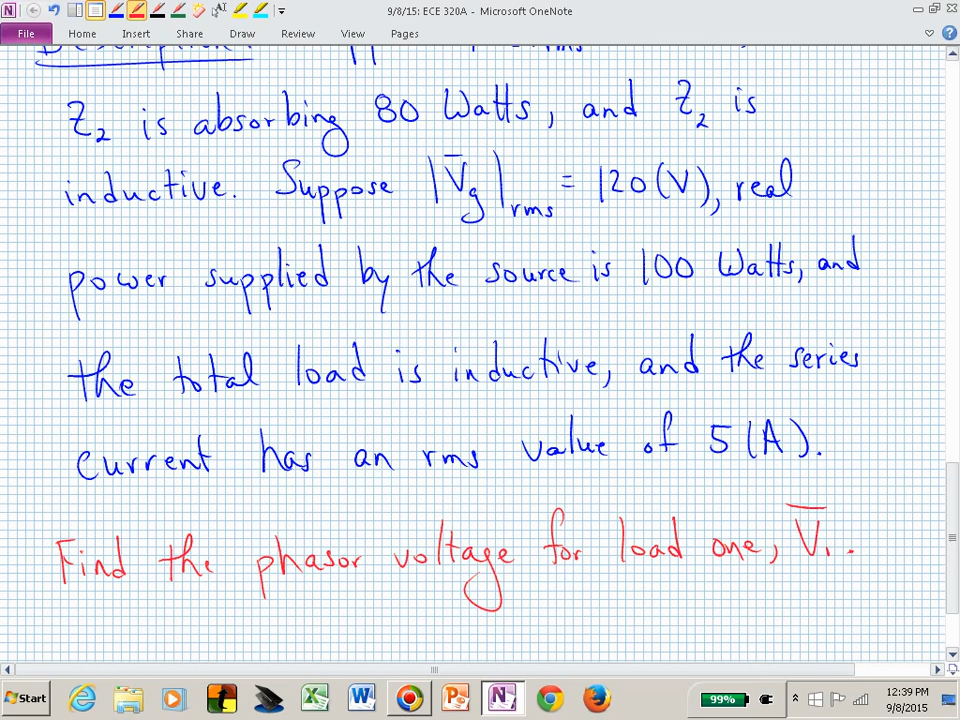 9/8/15: ECE 320A - Microsoft OneNote
File Home Insert Share Draw Review View Pages
Z₂ is absorbing 80 Watts, and Z₂ is
inductive. Suppose |V̅g|rms = 120(V), real
power supplied by the source is 100 Watts, and
the total load is inductive, and the series
current has an rms value of 5(A).
Find the phasor voltage for load one, V̅₁.
Start
99%
12:39 PM
9/8/2015